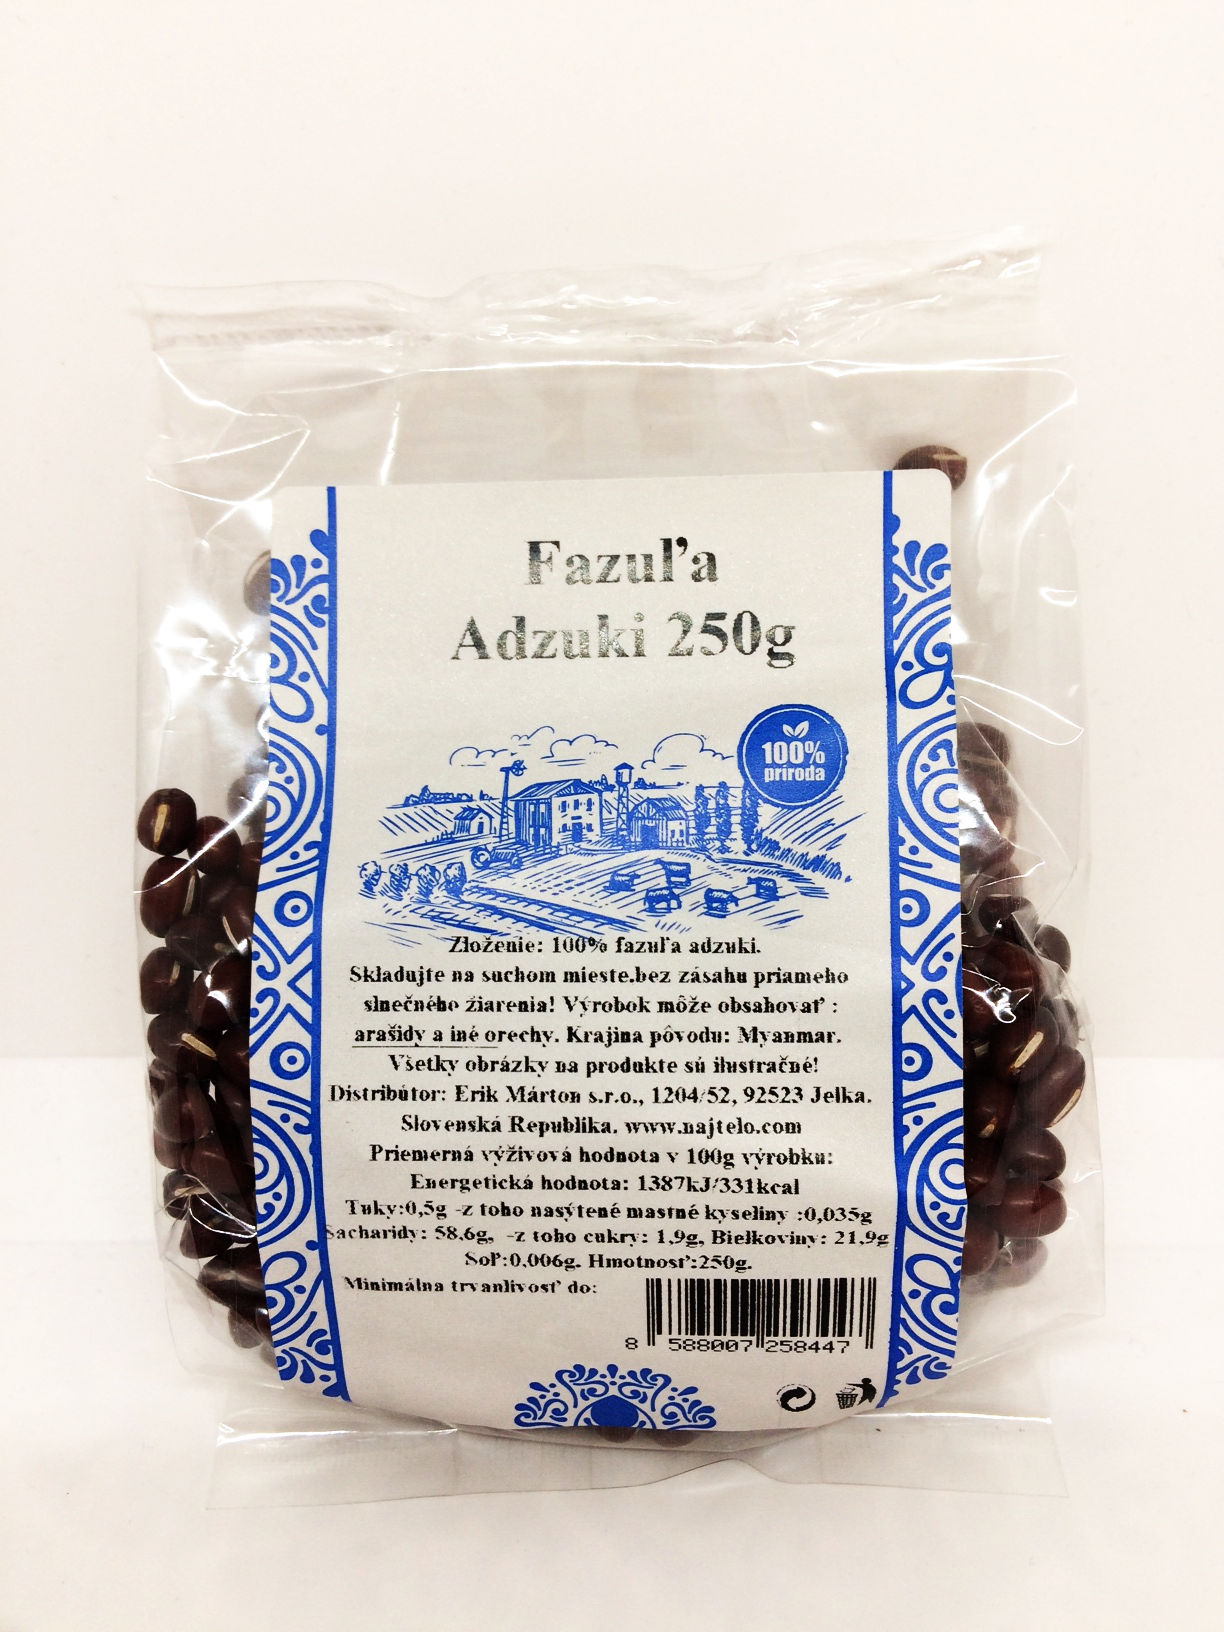 Fazuľa
Adzuki 250g
100%
príroda
Zloženie: 100% fazuľa adzuki.
Skladujte na suchom mieste.bez zásahu priameho
slnečného žiarenia! Výrobok môže obsahovať :
arašidy a iné orechy. Krajina pôvodu: Myanmar.
Všetky obrázky na produkte sú ilustračné!
Distribútor: Erik Márton s.r.o., 1204/52, 92523 Jelka.
Slovenská Republika. www.najtelo.com
Priemerná výživová hodnota v 100g výrobku:
Energetická hodnota: 1387kJ/331kcal
Tuky:0,5g -z toho nasýtené mastné kyseliny :0,035g
Sacharidy: 58,6g, -z toho cukry: 1,9g, Bielkoviny: 21,9g
Soľ:0,006g. Hmotnosť:250g.
Minimálna trvanlivosť do:
8 588007 258447